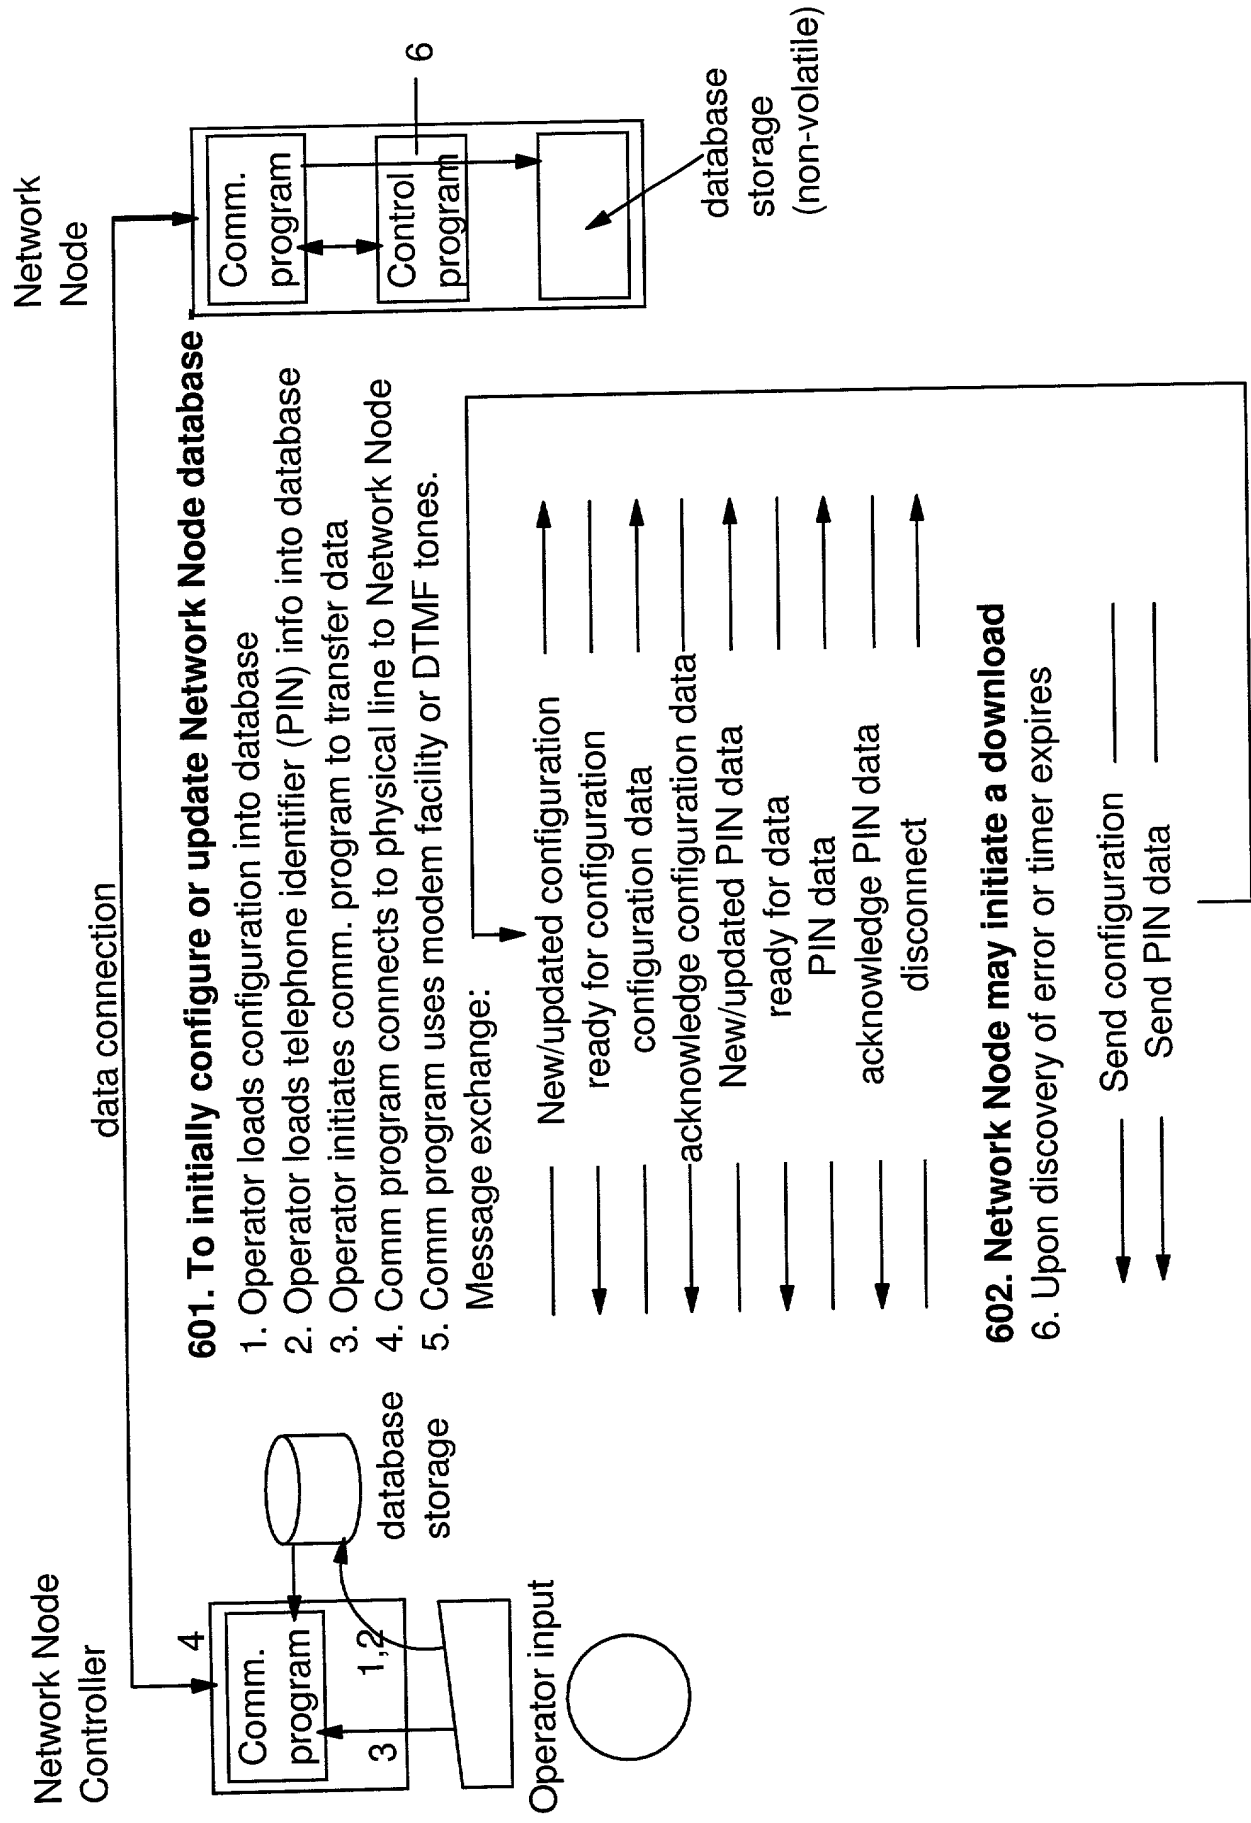 Network Node
Controller
4
Comm.
program
3
1,2
Operator input
database
storage
data connection
Network
Node
Comm.
program
Control
program
6
database
storage
(non-volatile)
601. To initially configure or update Network Node database
1. Operator loads configuration into database
2. Operator loads telephone identifier (PIN) info into database
3. Operator initiates comm. program to transfer data
4. Comm program connects to physical line to Network Node
5. Comm program uses modem facility or DTMF tones.
Message exchange:
New/updated configuration
ready for configuration
configuration data
acknowledge configuration data
New/updated PIN data
ready for data
PIN data
acknowledge PIN data
disconnect
602. Network Node may initiate a download
6. Upon discovery of error or timer expires
Send configuration
Send PIN data